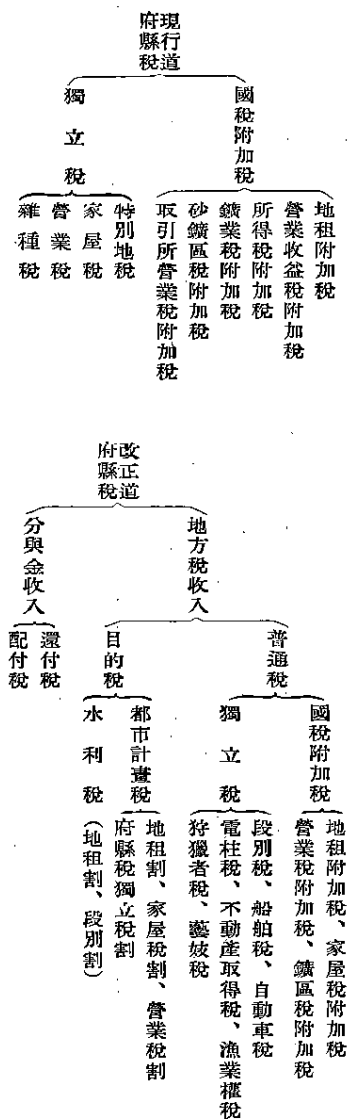 現行道
府縣稅
國稅附加稅
地租附加稅
營業收益稅附加稅
所得稅附加稅
鑛業稅附加稅
砂鑛區稅附加稅
取引所營業稅附加稅
獨立稅
特別地稅
家屋稅
營業稅
雜種稅
改正道
府縣稅
地方稅收入
普通稅
國稅附加稅
地租附加稅、家屋稅附加稅
營業稅附加稅、鑛區稅附加稅
獨立稅
段別稅、船舶稅、自動車稅
電柱稅、不動產取得稅、漁業權稅
狩獵者稅、藝妓稅
目的稅
都市計畫稅
地租割、家屋稅割、營業稅割
府縣稅獨立稅割
水利稅
(地租割、段別割)
分與金收入
還付稅
配付稅